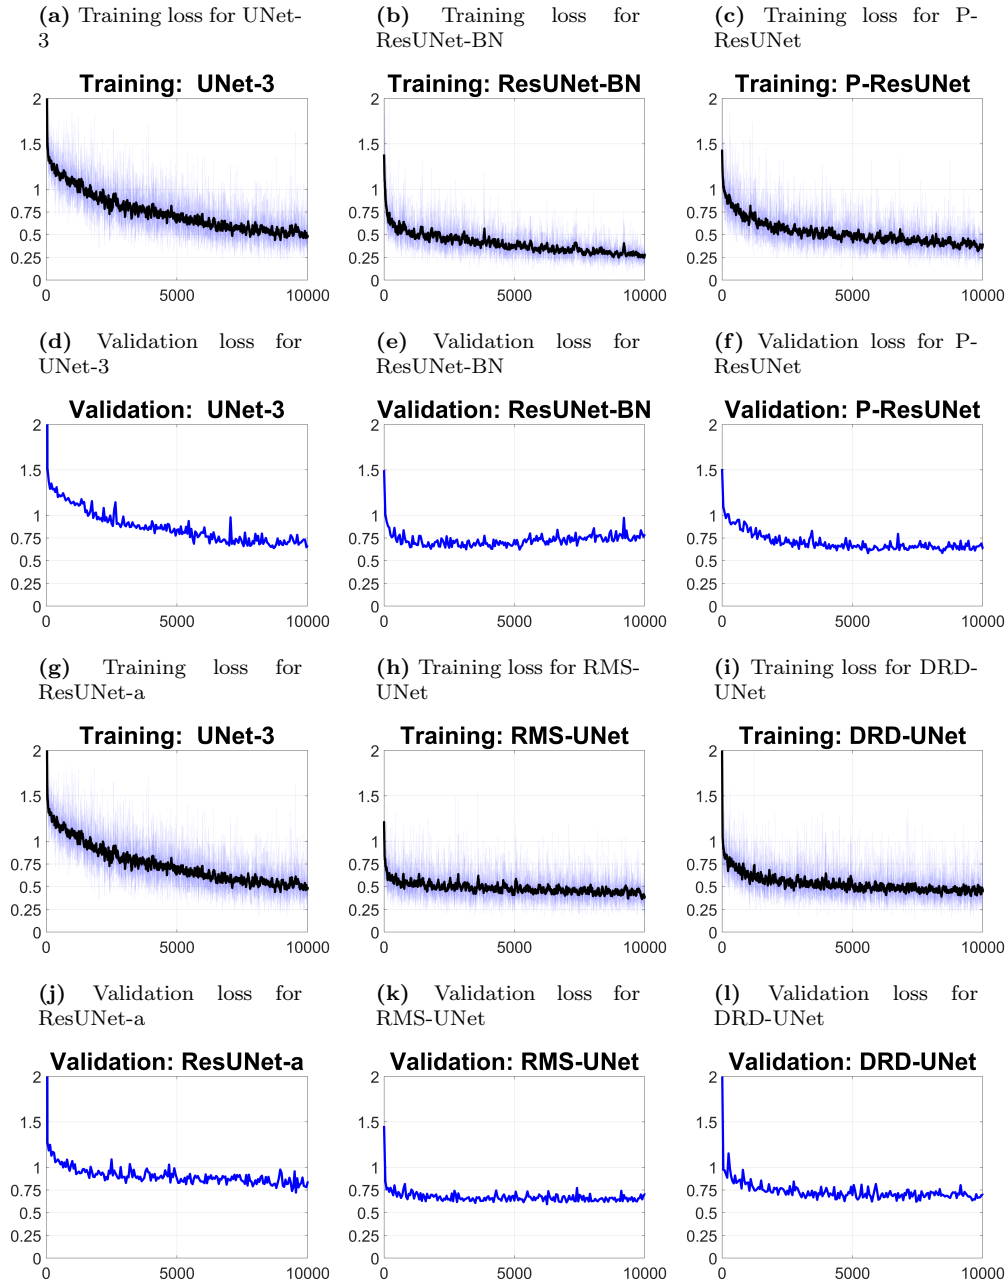 (a) Training loss for UNet-
3
(b) Training loss for
ResUNet-BN
(c) Training loss for P-
ResUNet
Training: UNet-3
2
1.5
1
0.75
0.5
0.25
0
0 5000 10000
Training: ResUNet-BN
2
1.5
1
0.75
0.5
0.25
0
0 5000 10000
Training: P-ResUNet
2
1.5
1
0.75
0.5
0.25
0
0 5000 10000
(d) Validation loss for
UNet-3
(e) Validation loss for
ResUNet-BN
(f) Validation loss for P-
ResUNet
Validation: UNet-3
2
1.5
1
0.75
0.5
0.25
0
0 5000 10000
Validation: ResUNet-BN
2
1.5
1
0.75
0.5
0.25
0
0 5000 10000
Validation: P-ResUNet
2
1.5
1
0.75
0.5
0.25
0
0 5000 10000
(g) Training loss for
ResUNet-a
(h) Training loss for RMS-
UNet
(i) Training loss for DRD-
UNet
Training: UNet-3
2
1.5
1
0.75
0.5
0.25
0
0 5000 10000
Training: RMS-UNet
2
1.5
1
0.75
0.5
0.25
0
0 5000 10000
Training: DRD-UNet
2
1.5
1
0.75
0.5
0.25
0
0 5000 10000
(j) Validation loss for
ResUNet-a
(k) Validation loss for
RMS-UNet
(l) Validation loss for
DRD-UNet
Validation: ResUNet-a
2
1.5
1
0.75
0.5
0.25
0
0 5000 10000
Validation: RMS-UNet
2
1.5
1
0.75
0.5
0.25
0
0 5000 10000
Validation: DRD-UNet
2
1.5
1
0.75
0.5
0.25
0
0 5000 10000